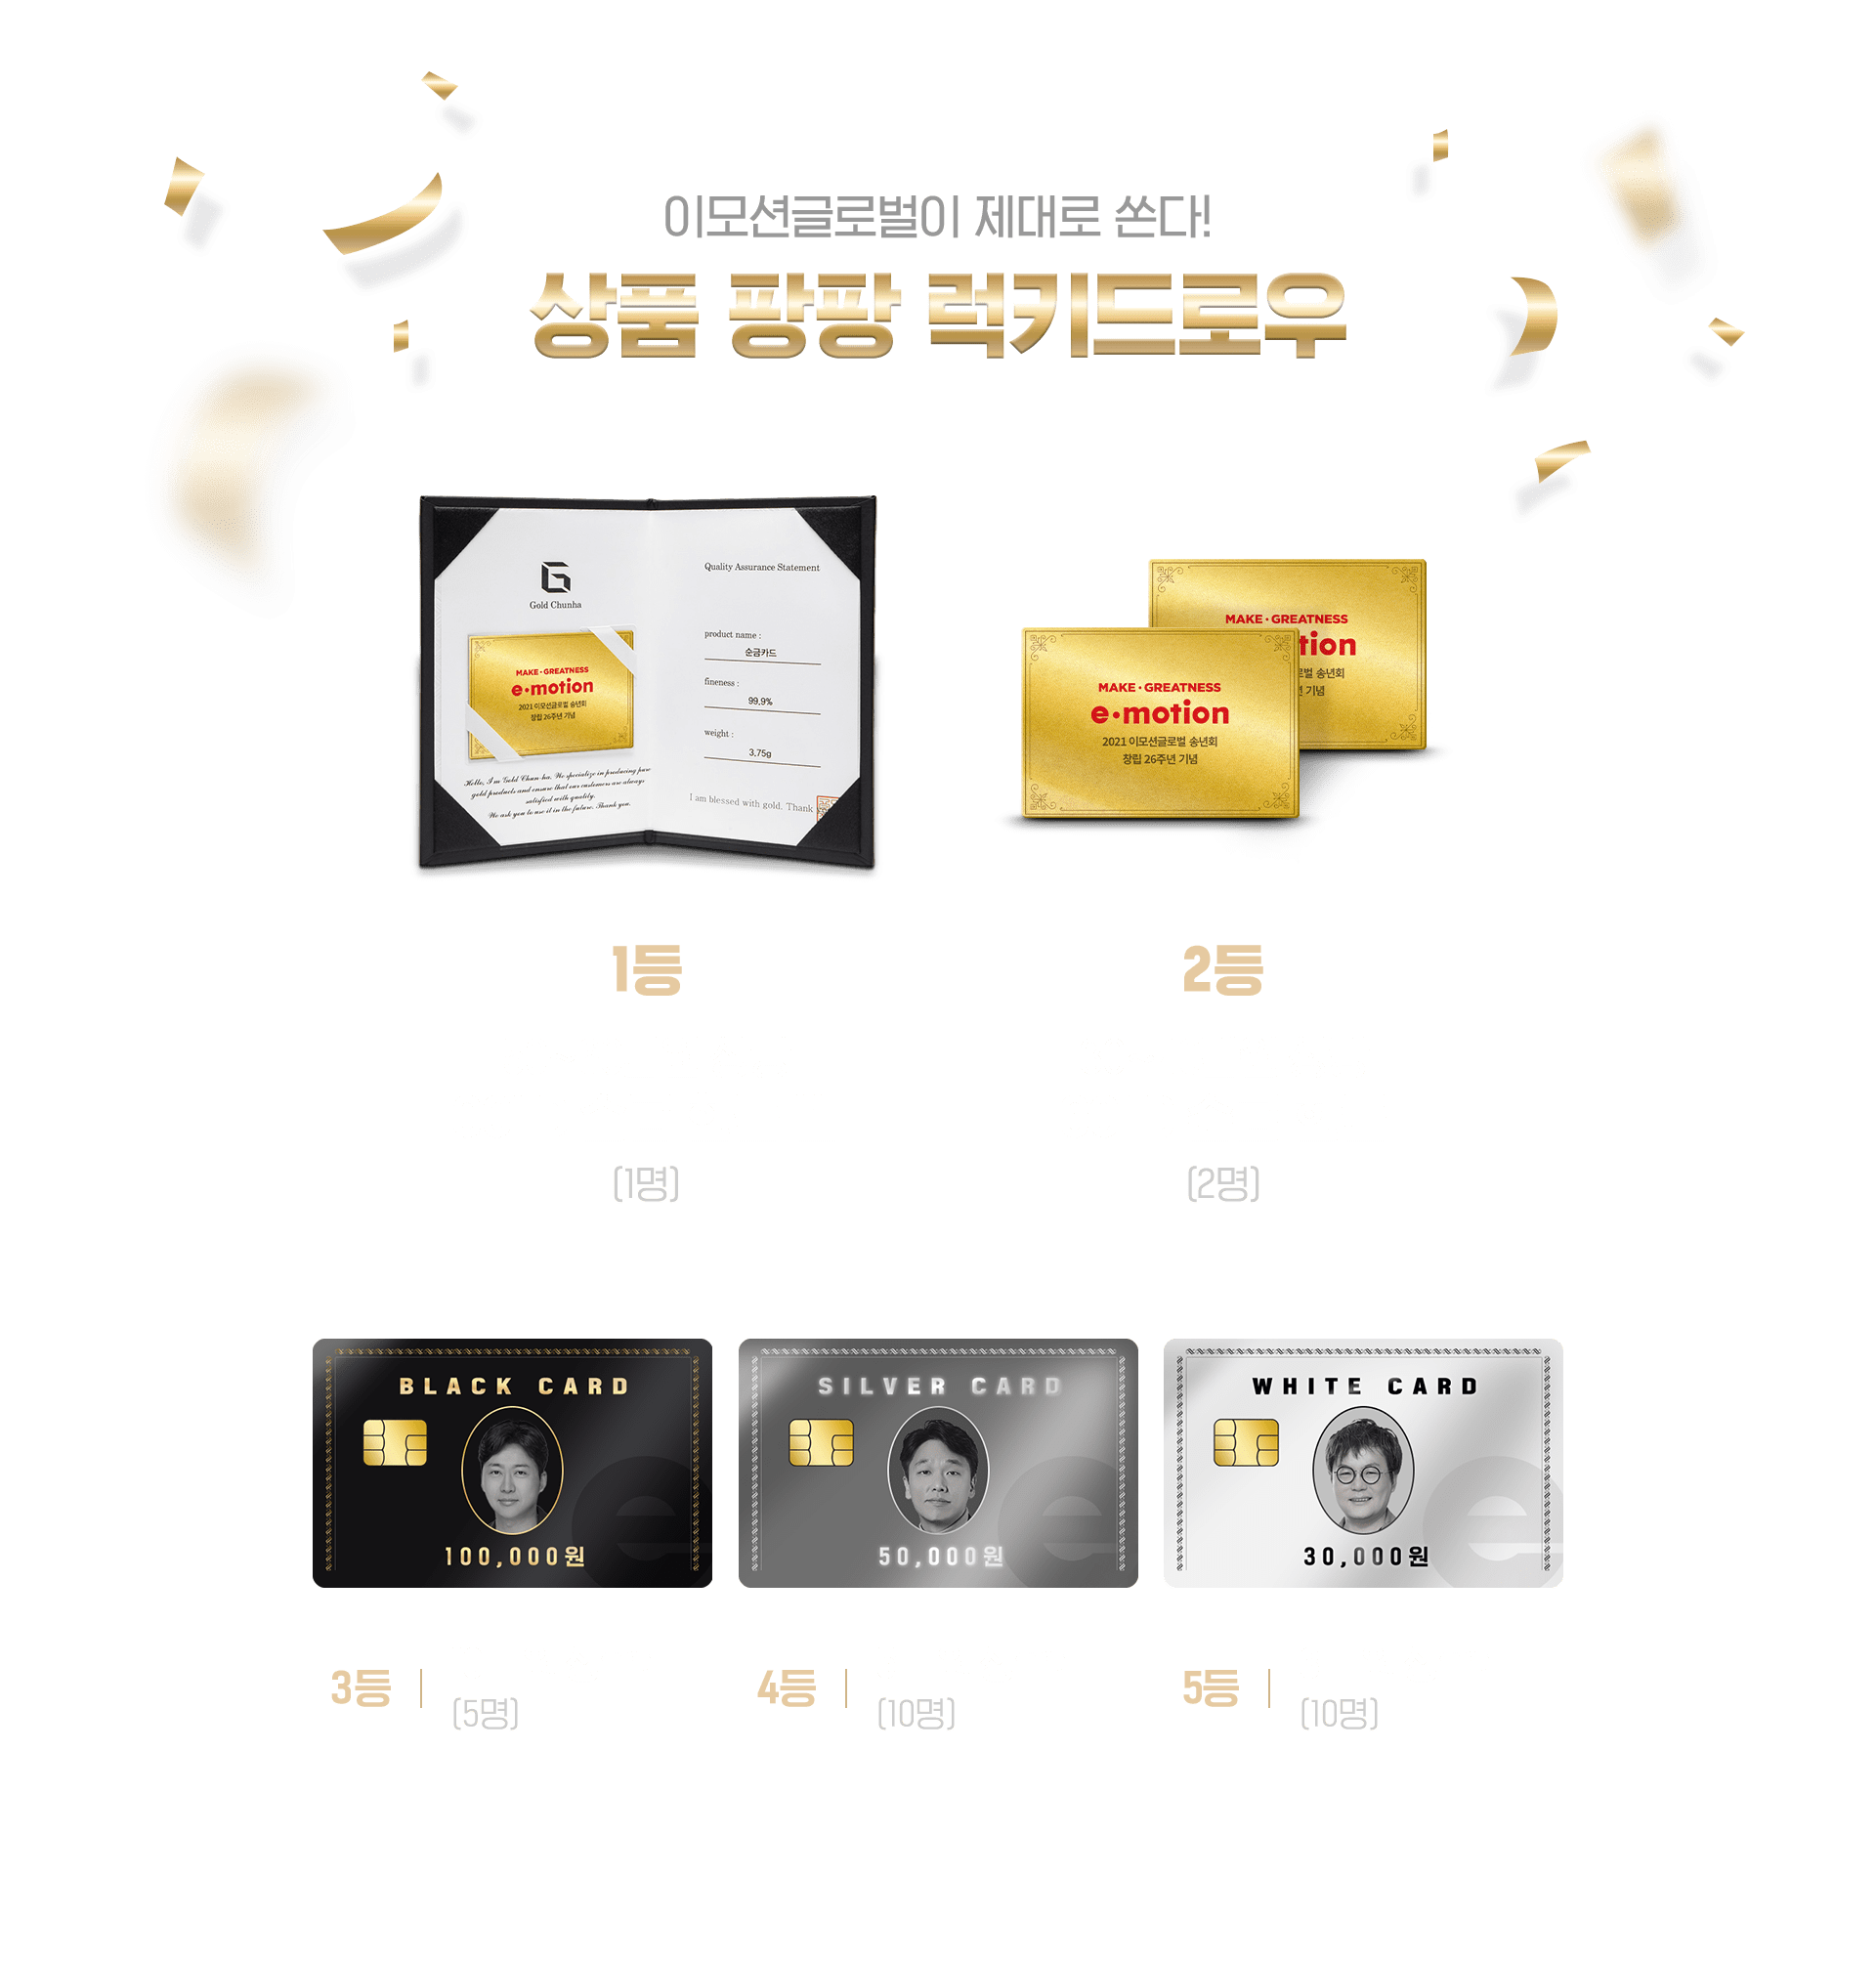 이모션글로벌이 제대로 쏜다!
상품 팡팡 럭키드로우
Gold Chunha
MAKE·GREATNESS
e·motion
2021 이모션글로벌 송년회
창립 26주년 기념
Hello, I'm Gold Chun-ha. We specialize in producing pure
gold products and ensure that our customers are always
satisfied with quality.
We ask you to use it in the future. Thank you.
Quality Assurance Statement
product name :
순금카드
fineness :
99,9%
weight :
3,75g
I am blessed with gold. Thank
MAKE·GREATNESS
tion
로벌 송년회
기념
MAKE·GREATNESS
e·motion
2021 이모션글로벌 송년회
창립 26주년 기념
1등
(1명)
2등
(2명)
BLACK CARD
100,000원
SILVER CARD
50,000원
WHITE CARD
30,000원
3등
(5명)
4등
(10명)
5등
(10명)